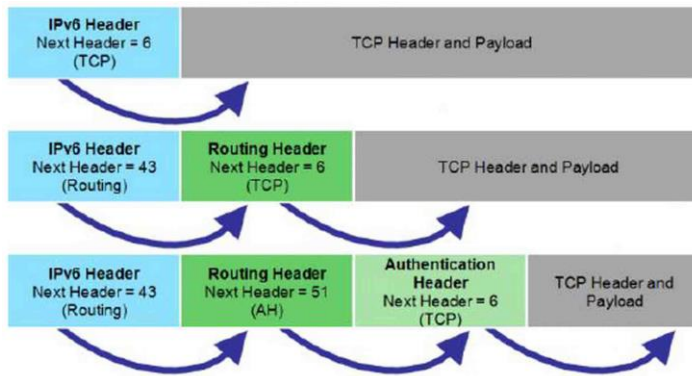 IPv6 Header
Next Header = 6
(TCP)
TCP Header and Payload
IPv6 Header
Next Header = 43
(Routing)
Routing Header
Next Header = 6
(TCP)
TCP Header and Payload
IPv6 Header
Next Header = 43
(Routing)
Routing Header
Next Header = 51
(AH)
Authentication
Header
Next Header = 6
(TCP)
TCP Header and
Payload